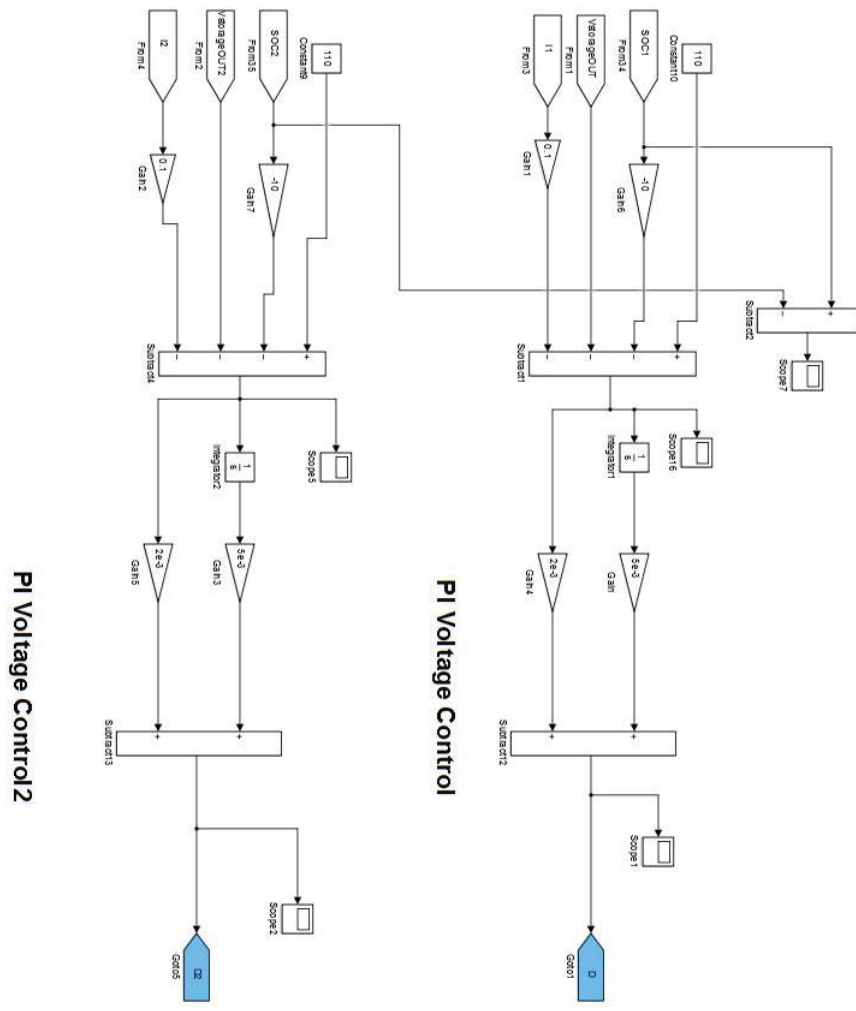 +
-
Subtract2
Scope7
110
Constant10
SOC1
From34
-10
Gain6
VstorageOUT
From1
I1
From3
0.1
Gain1
+
-
-
-
Subtract1
Scope16
1
s
Integrator1
5e-3
Gain
2e-3
Gain4
+
+
Subtract12
Scope1
D
Goto1
PI Voltage Control
110
Constant9
SOC2
From35
-10
Gain7
VstorageOUT2
From2
I2
From4
0.1
Gain2
+
-
-
-
Subtract4
Scope5
1
s
Integrator2
5e-3
Gain3
2e-3
Gain5
+
+
Subtract13
Scope2
D2
Goto5
PI Voltage Control2